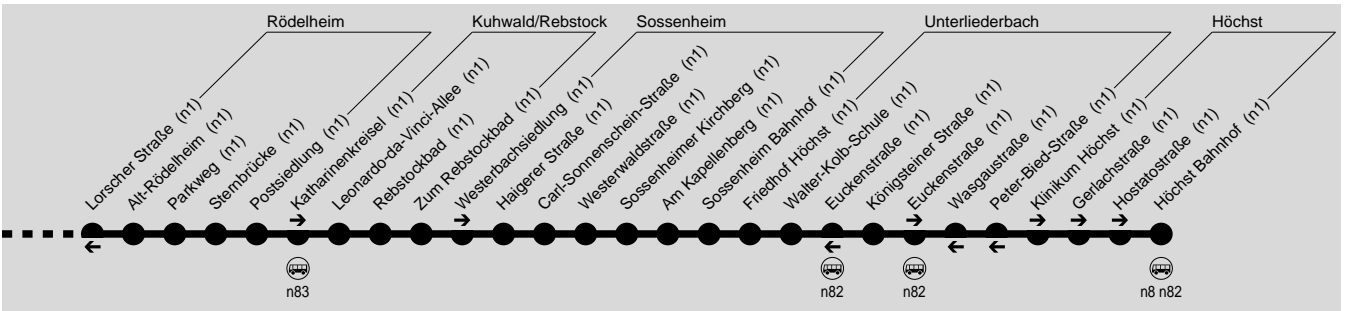 Rödelheim
Kuhwald/Rebstock
Sossenheim
Unterliederbach
Höchst
Lorscher Straße (n1)
Alt-Rödelheim (n1)
Parkweg (n1)
Sternbrücke (n1)
Postsiedlung (n1)
Katharinenkreisel (n1)
Leonardo-da-Vinci-Allee (n1)
Rebstockbad (n1)
Zum Rebstockbad (n1)
Westerbachsiedlung (n1)
Haigerer Straße (n1)
Carl-Sonnenschein-Straße (n1)
Westerwaldstraße (n1)
Sossenheimer Kirchberg (n1)
Am Kapellenberg (n1)
Sossenheim Bahnhof (n1)
Friedhof Höchst (n1)
Walter-Kolb-Schule (n1)
Euckenstraße (n1)
Königsteiner Straße (n1)
Euckenstraße (n1)
Wasgaustraße (n1)
Peter-Bied-Straße (n1)
Klinikum Höchst (n1)
Gerlachstraße (n1)
Hostatostraße (n1)
Höchst Bahnhof (n1)
n83
n82
n82
n8 n82